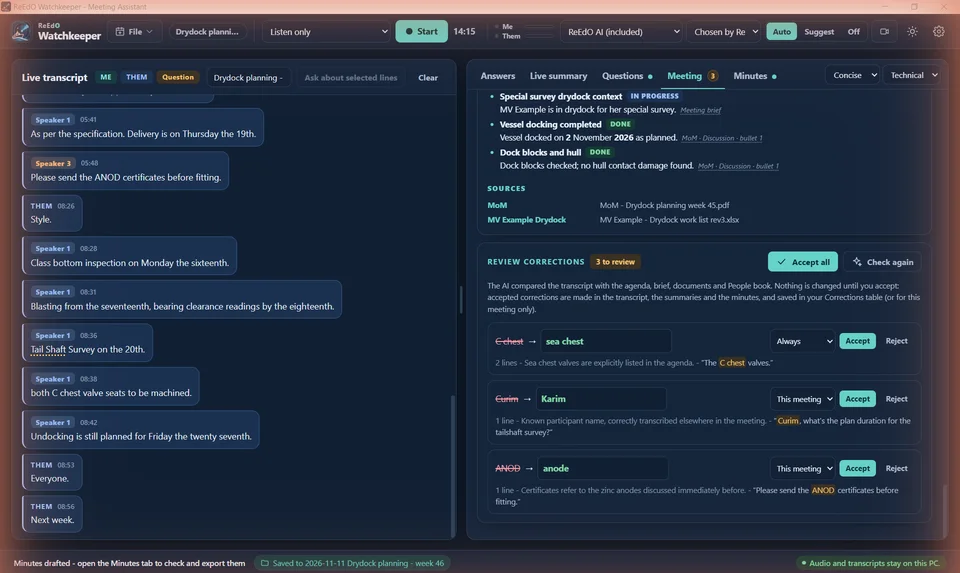 ReEdO Watchkeeper - Meeting Assistant
ReEdO
Watchkeeper
File
Drydock planni...
Listen only
Start
14:15
Me
Them
ReEdO AI (included)
Chosen by Re
Auto
Suggest
Off
Live transcript
ME
THEM
Question
Drydock planning -
Ask about selected lines
Clear
Speaker 1 05:41
As per the specification. Delivery is on Thursday the 19th.
Speaker 3 05:48
Please send the ANOD certificates before fitting.
THEM 08:26
Style.
Speaker 1 08:28
Class bottom inspection on Monday the sixteenth.
Speaker 1 08:31
Blasting from the seventeenth, bearing clearance readings by the eighteenth.
Speaker 1 08:36
Tail Shaft Survey on the 20th.
Speaker 1 08:38
both C chest valve seats to be machined.
Speaker 1 08:42
Undocking is still planned for Friday the twenty seventh.
THEM 08:53
Everyone.
THEM 08:56
Next week.
Answers
Live summary
Questions
Meeting 3
Minutes
Concise
Technical
Special survey drydock context IN PROGRESS
MV Example is in drydock for her special survey. Meeting brief
Vessel docking completed DONE
Vessel docked on 2 November 2026 as planned. MoM - Discussion - bullet 1
Dock blocks and hull DONE
Dock blocks checked; no hull contact damage found. MoM - Discussion - bullet 1
SOURCES
MoM MoM - Drydock planning week 45.pdf
MV Example Drydock MV Example - Drydock work list rev3.xlsx
REVIEW CORRECTIONS 3 to review
Accept all
Check again
The AI compared the transcript with the agenda, brief, documents and People book. Nothing is changed until you accept:
accepted corrections are made in the transcript, the summaries and the minutes, and saved in your Corrections table (or for this
meeting only).
C chest → sea chest Always Accept Reject
2 lines - Sea chest valves are explicitly listed in the agenda. - "The C chest valves."
Curim → Karim This meeting Accept Reject
1 line - Known participant name, correctly transcribed elsewhere in the meeting. - "Curim, what's the plan duration for the
tailshaft survey?"
ANOD → anode This meeting Accept Reject
1 line - Certificates refer to the zinc anodes discussed immediately before. - "Please send the ANOD certificates before
fitting."
Minutes drafted - open the Minutes tab to check and export them
Saved to 2026-11-11 Drydock planning - week 46
Audio and transcripts stay on this PC.